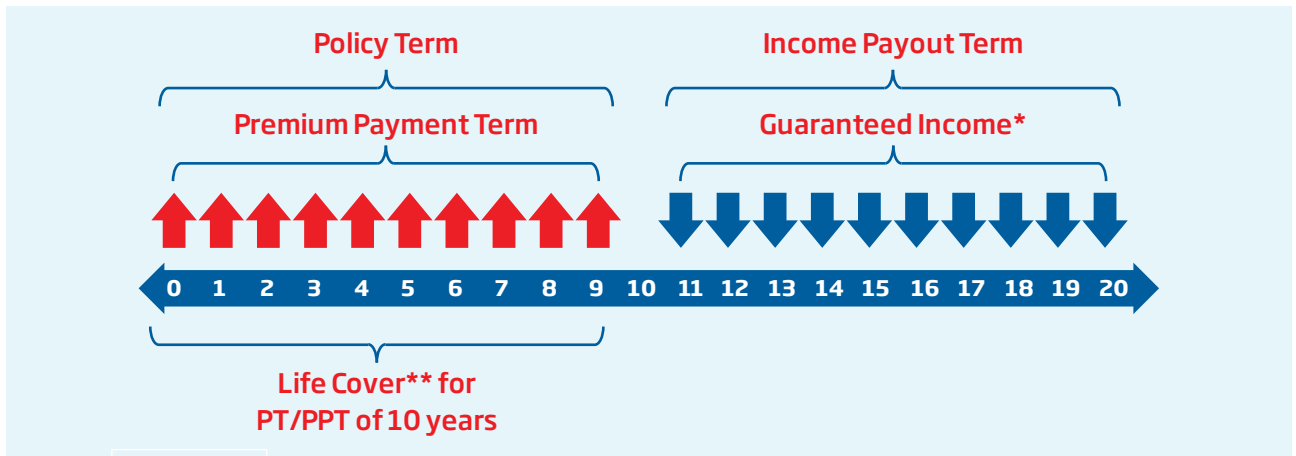 Policy Term
Income Payout Term
Premium Payment Term
Guaranteed Income*
0 1 2 3 4 5 6 7 8 9 10 11 12 13 14 15 16 17 18 19 20
Life Cover** for
PT/PPT of 10 years